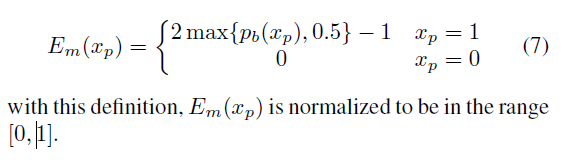 E_m(x_p) = { 2 max{p_b(x_p), 0.5} − 1   x_p = 1
0   x_p = 0   (7)
with this definition, E_m(x_p) is normalized to be in the range
[0, 1].